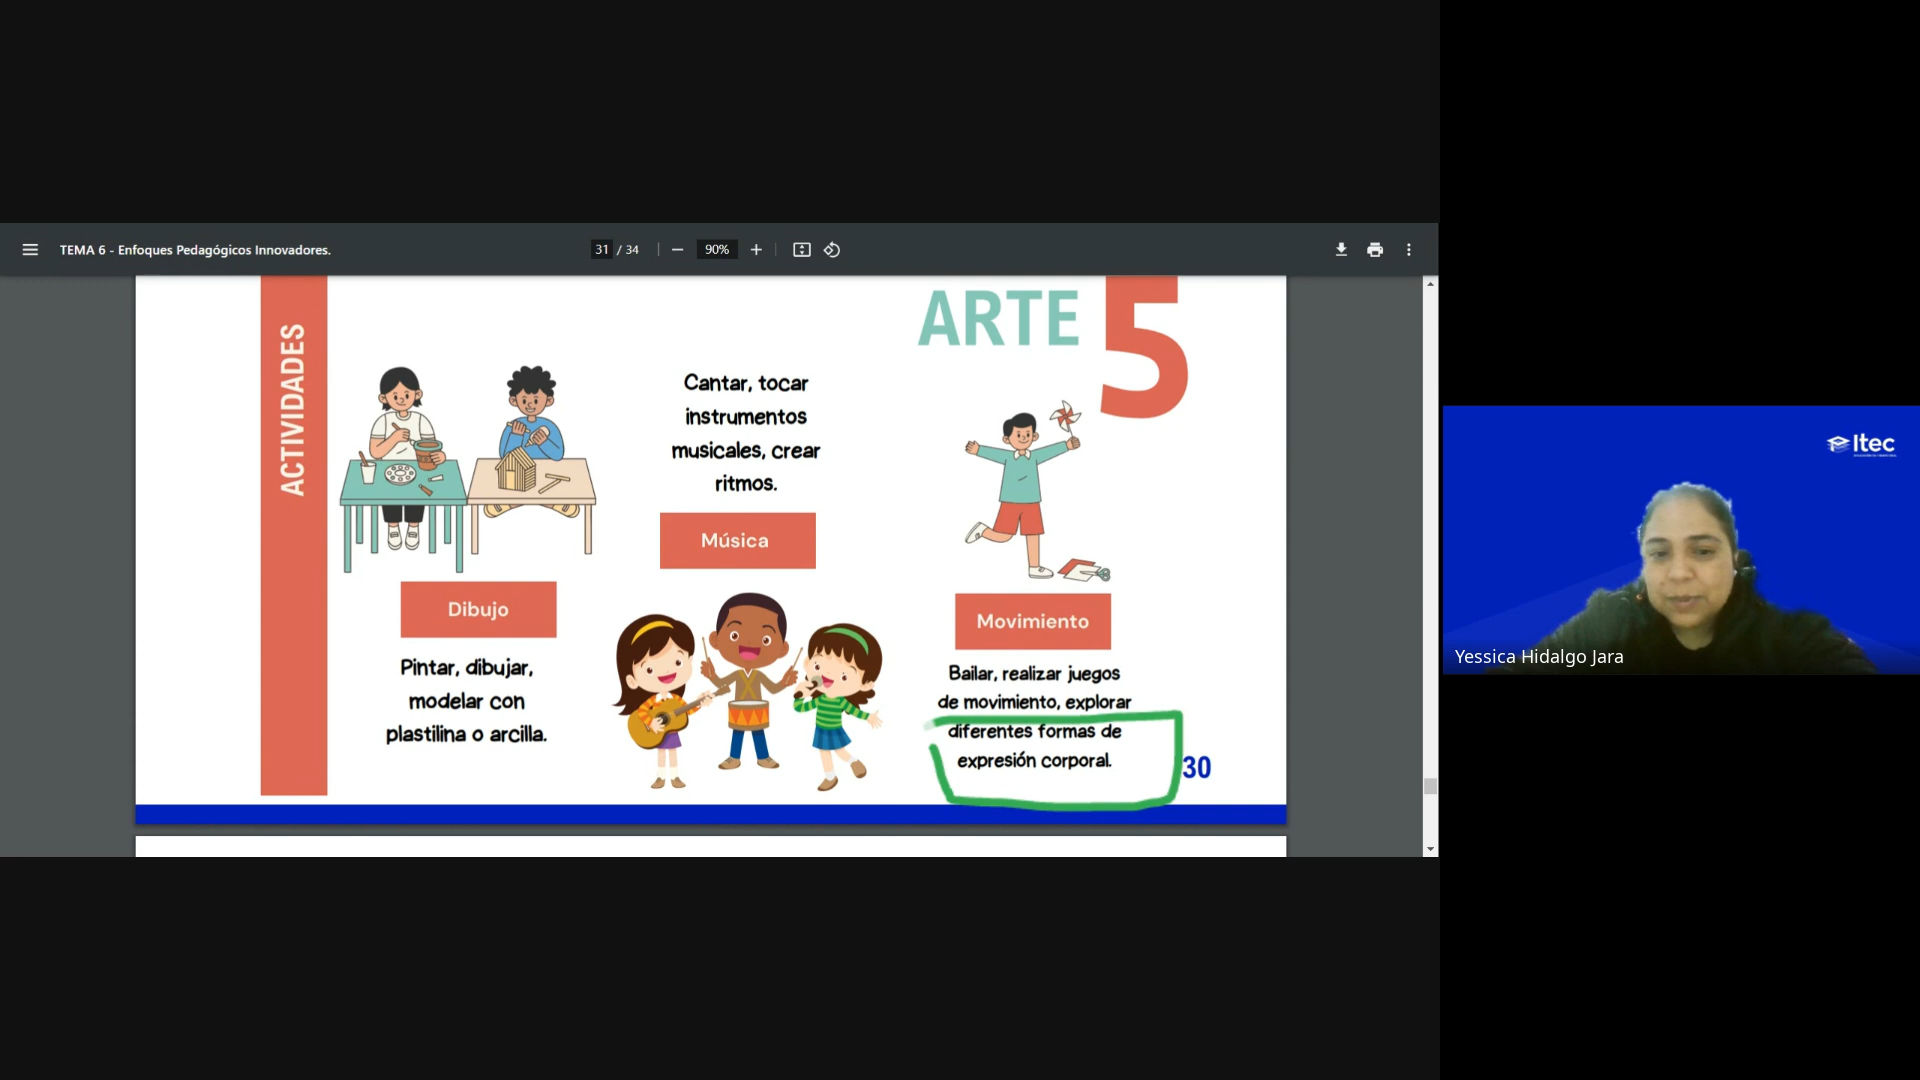 TEMA 6 - Enfoques Pedagógicos Innovadores.
31 / 34
90%
ACTIVIDADES
ARTE 5
Cantar, tocar
instrumentos
musicales, crear
ritmos.
Música
Dibujo
Pintar, dibujar,
modelar con
plastilina o arcilla.
Movimiento
Bailar, realizar juegos
de movimiento, explorar
diferentes formas de
expresión corporal.
30
Itec
Yessica Hidalgo Jara